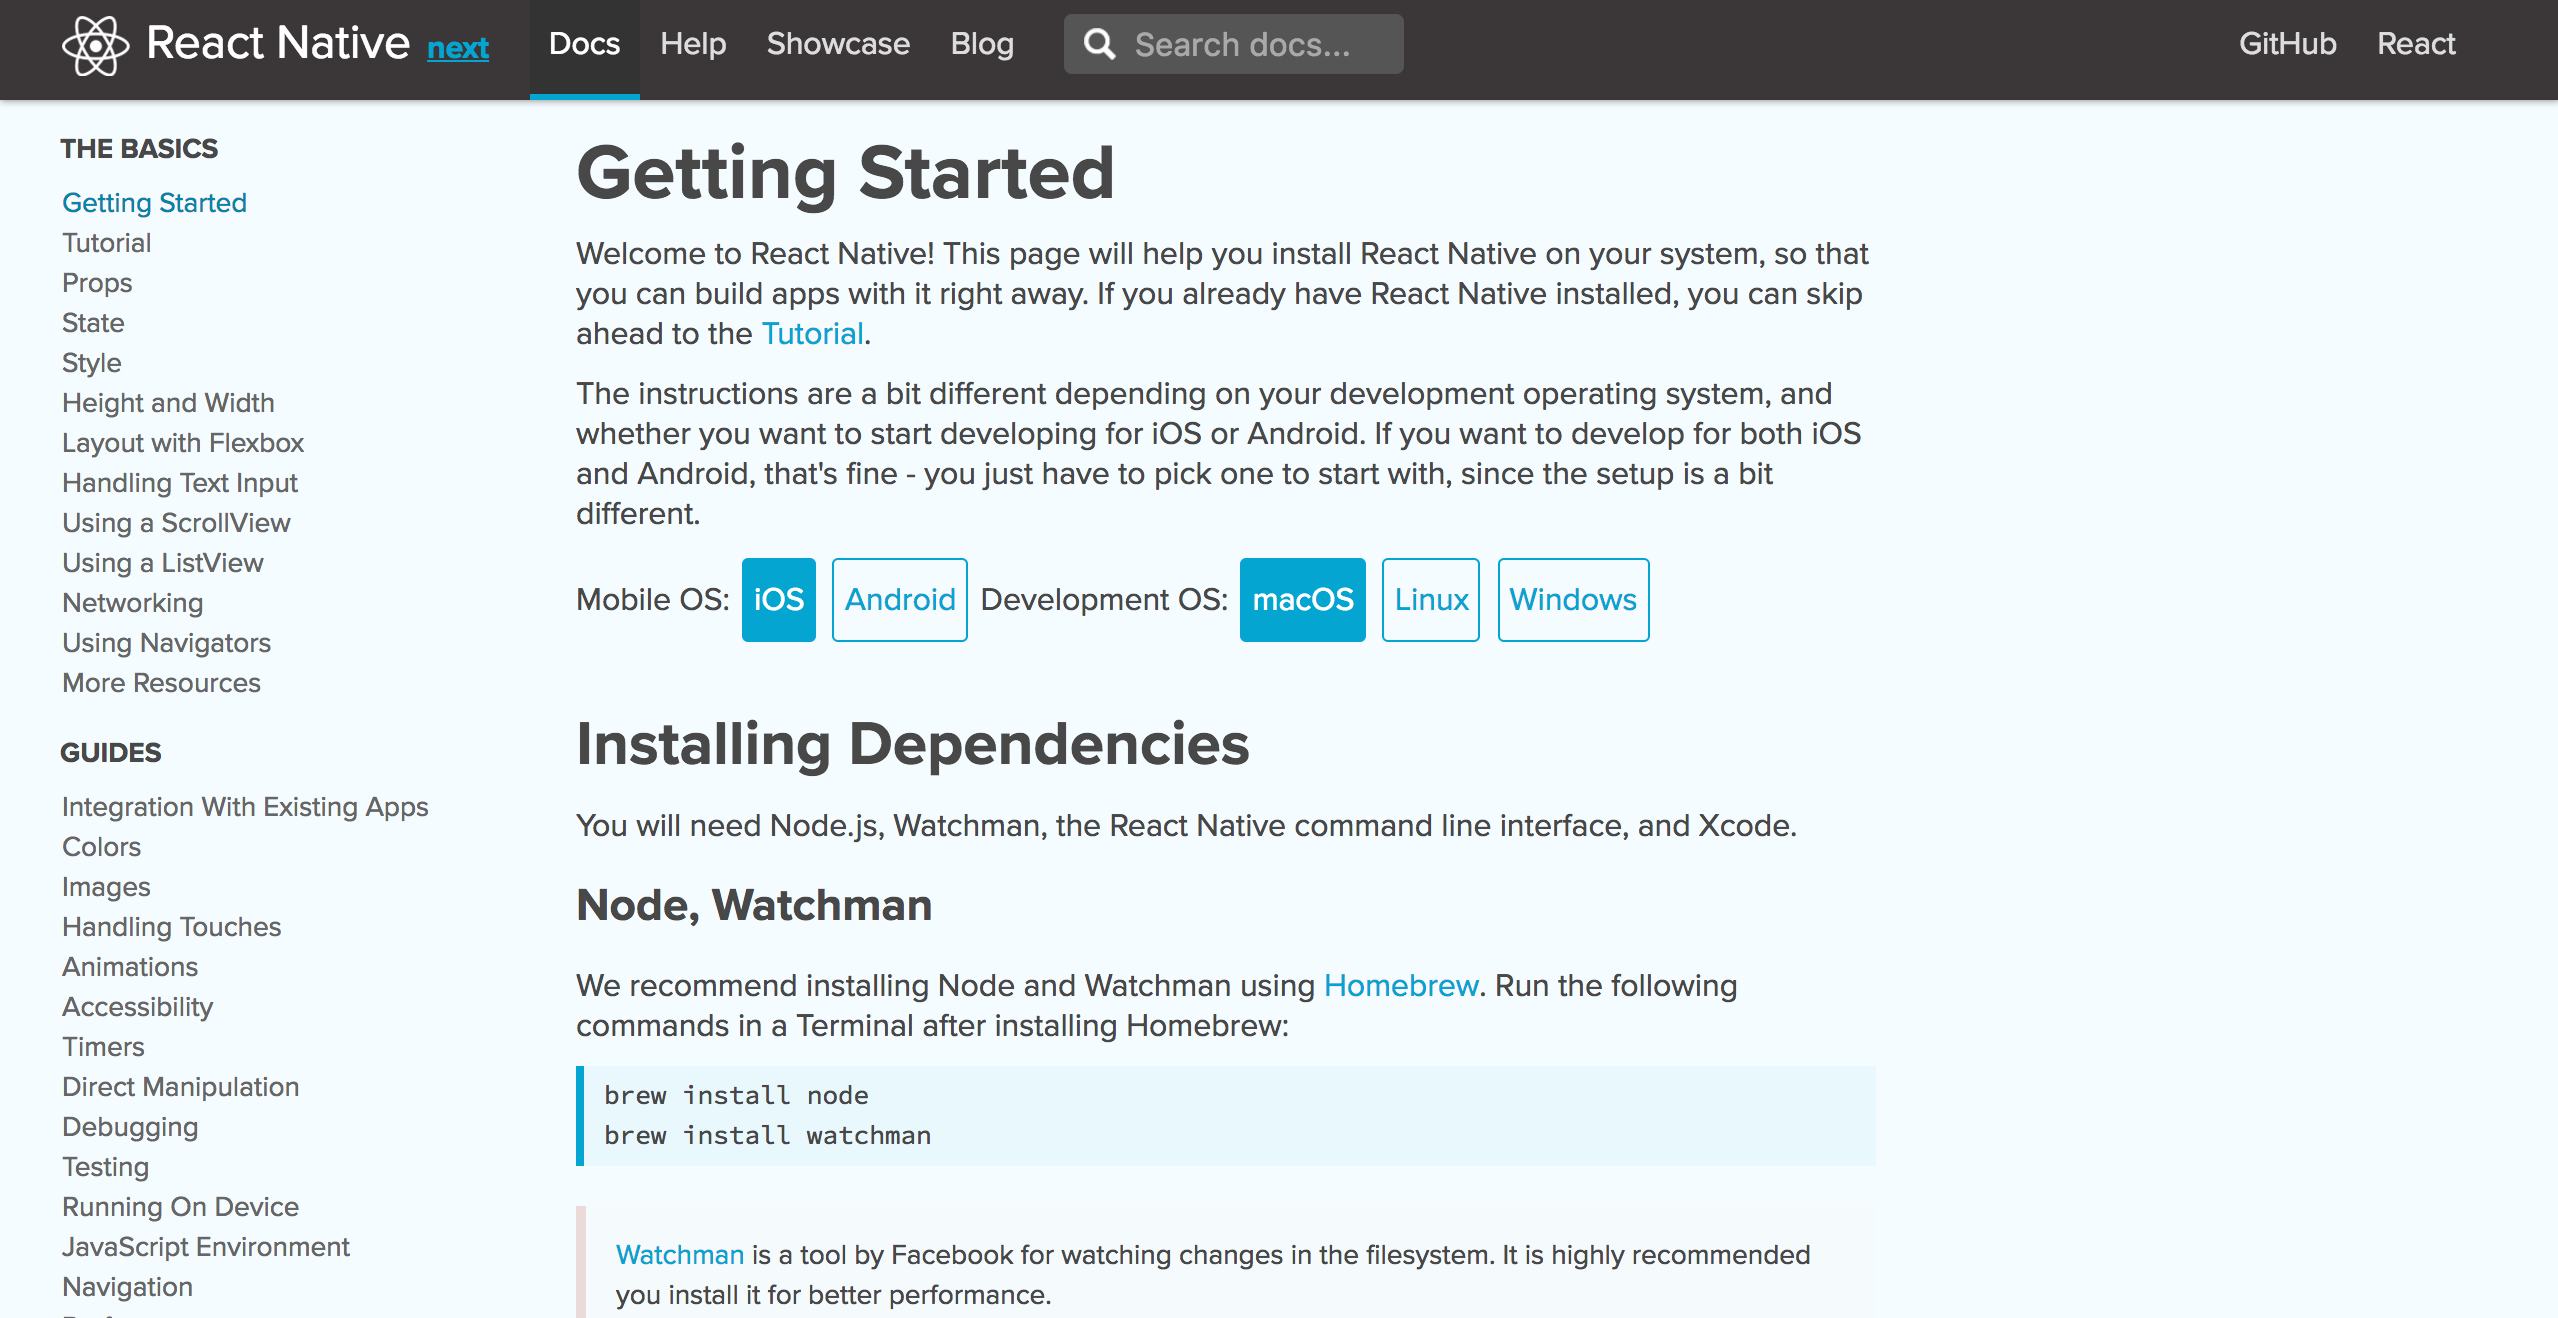 React Native next
Docs
Help
Showcase
Blog
Search docs...
GitHub
React
THE BASICS
Getting Started
Tutorial
Props
State
Style
Height and Width
Layout with Flexbox
Handling Text Input
Using a ScrollView
Using a ListView
Networking
Using Navigators
More Resources
GUIDES
Integration With Existing Apps
Colors
Images
Handling Touches
Animations
Accessibility
Timers
Direct Manipulation
Debugging
Testing
Running On Device
JavaScript Environment
Navigation
Getting Started
Welcome to React Native! This page will help you install React Native on your system, so that
you can build apps with it right away. If you already have React Native installed, you can skip
ahead to the Tutorial.
The instructions are a bit different depending on your development operating system, and
whether you want to start developing for iOS or Android. If you want to develop for both iOS
and Android, that's fine - you just have to pick one to start with, since the setup is a bit
different.
Mobile OS: iOS Android Development OS: macOS Linux Windows
Installing Dependencies
You will need Node.js, Watchman, the React Native command line interface, and Xcode.
Node, Watchman
We recommend installing Node and Watchman using Homebrew. Run the following
commands in a Terminal after installing Homebrew:
brew install node
brew install watchman
Watchman is a tool by Facebook for watching changes in the filesystem. It is highly recommended
you install it for better performance.